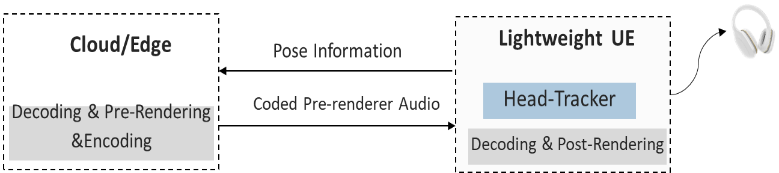 Cloud/Edge
Decoding & Pre-Rendering
&Encoding
Pose Information
Coded Pre-renderer Audio
Lightweight UE
Head-Tracker
Decoding & Post-Rendering